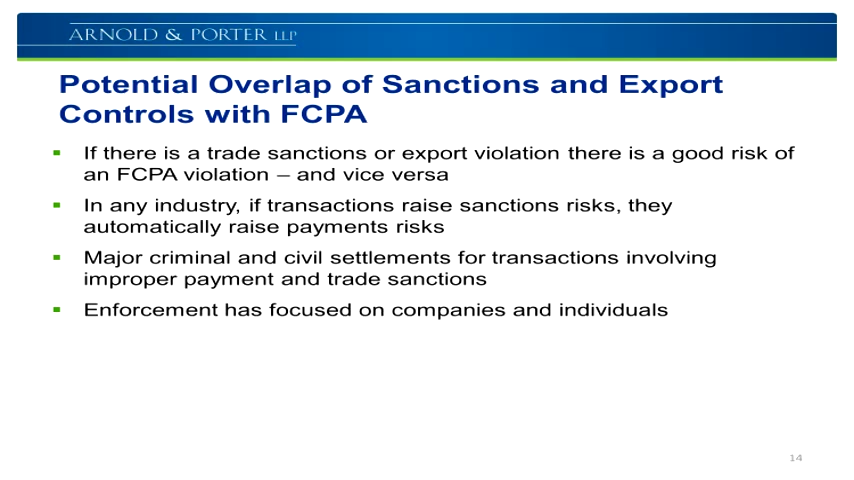 ARNOLD & PORTER LLP
Potential Overlap of Sanctions and Export
Controls with FCPA
If there is a trade sanctions or export violation there is a good risk of
an FCPA violation – and vice versa
In any industry, if transactions raise sanctions risks, they
automatically raise payments risks
Major criminal and civil settlements for transactions involving
improper payment and trade sanctions
Enforcement has focused on companies and individuals
14